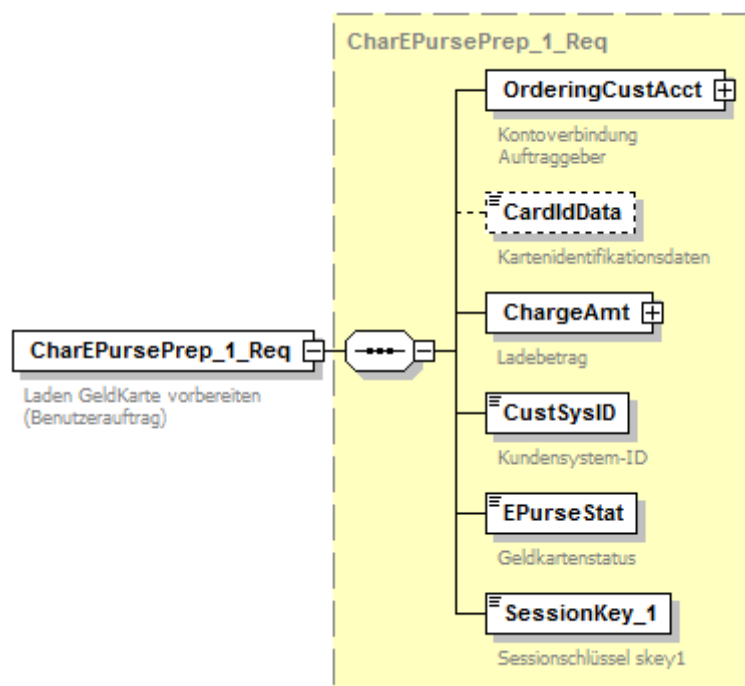 CharEPursePrep_1_Req
OrderingCustAcct
Kontoverbindung
Auftraggeber
CardIdData
Kartenidentifikationsdaten
ChargeAmt
Ladebetrag
CharEPursePrep_1_Req
Laden GeldKarte vorbereiten
(Benutzerauftrag)
CustSysID
Kundensystem-ID
EPurseStat
Geldkartenstatus
SessionKey_1
Sessionschlüssel skey1